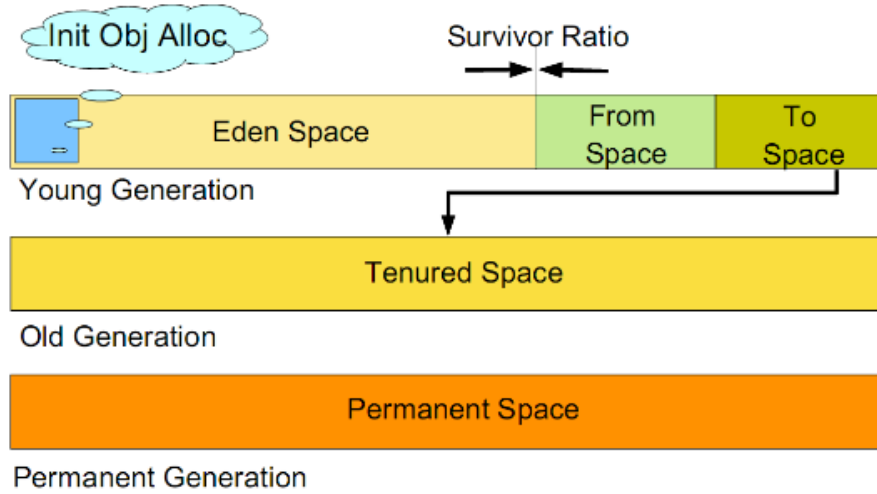 Init Obj Alloc
Survivor Ratio
Eden Space
From
Space
To
Space
Young Generation
Tenured Space
Old Generation
Permanent Space
Permanent Generation